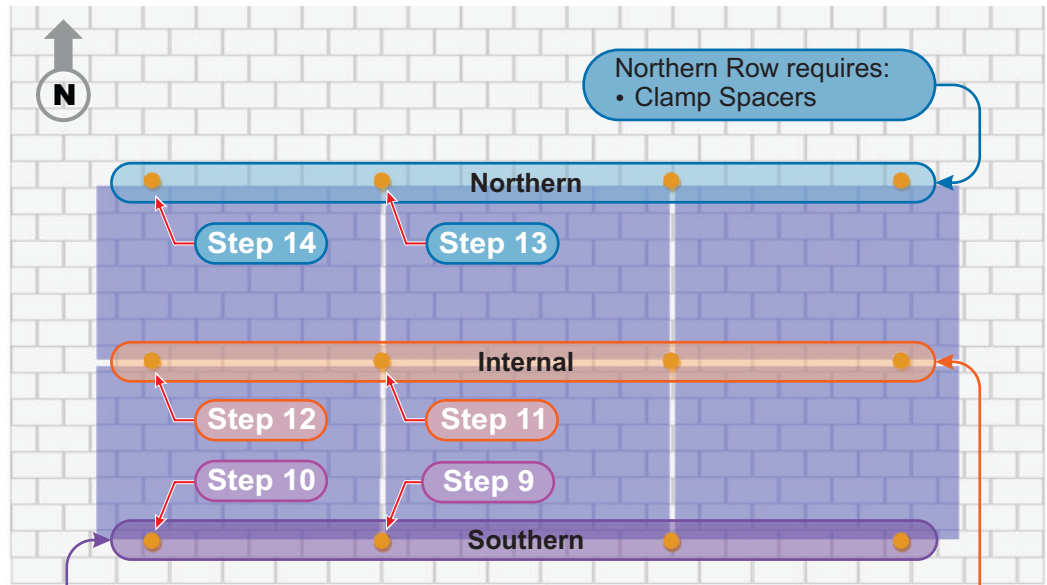 N
Northern Row requires:
• Clamp Spacers
Northern
Step 14
Step 13
Internal
Step 12
Step 11
Step 10
Step 9
Southern